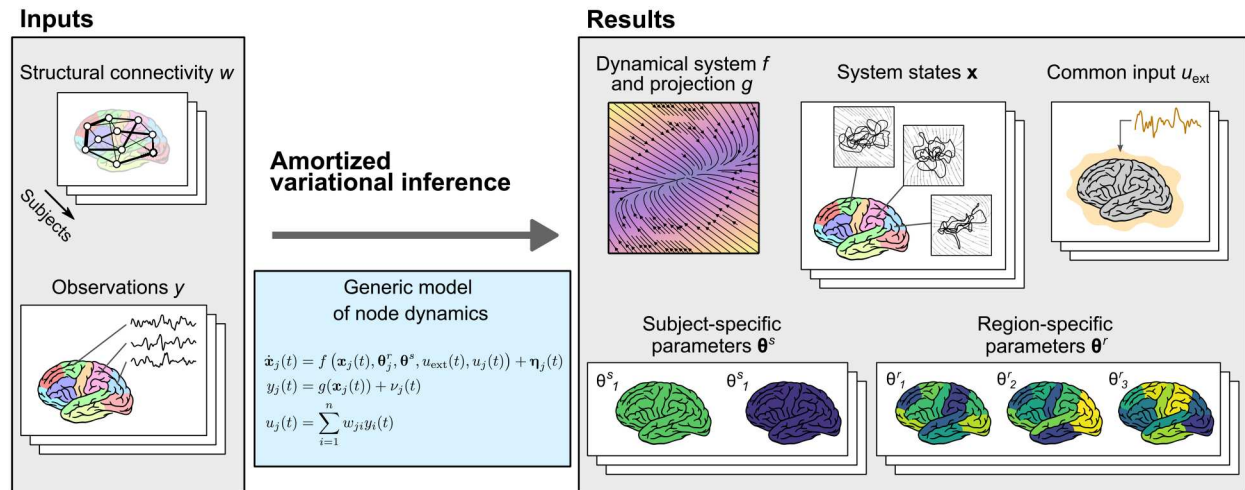 Inputs
Structural connectivity w
Subjects
Observations y
Amortized
variational inference
Generic model
of node dynamics
ẋ_j(t) = f (x_j(t), θ^r_j, θ^s, u_ext(t), u_j(t)) + η_j(t)
y_j(t) = g(x_j(t)) + ν_j(t)
u_j(t) = ∑_{i=1}^{n} w_{ji} y_i(t)
Results
Dynamical system f
and projection g
System states x
Common input u_ext
Subject-specific
parameters θ^s
θ^s_1
θ^s_1
Region-specific
parameters θ^r
θ^r_1
θ^r_2
θ^r_3